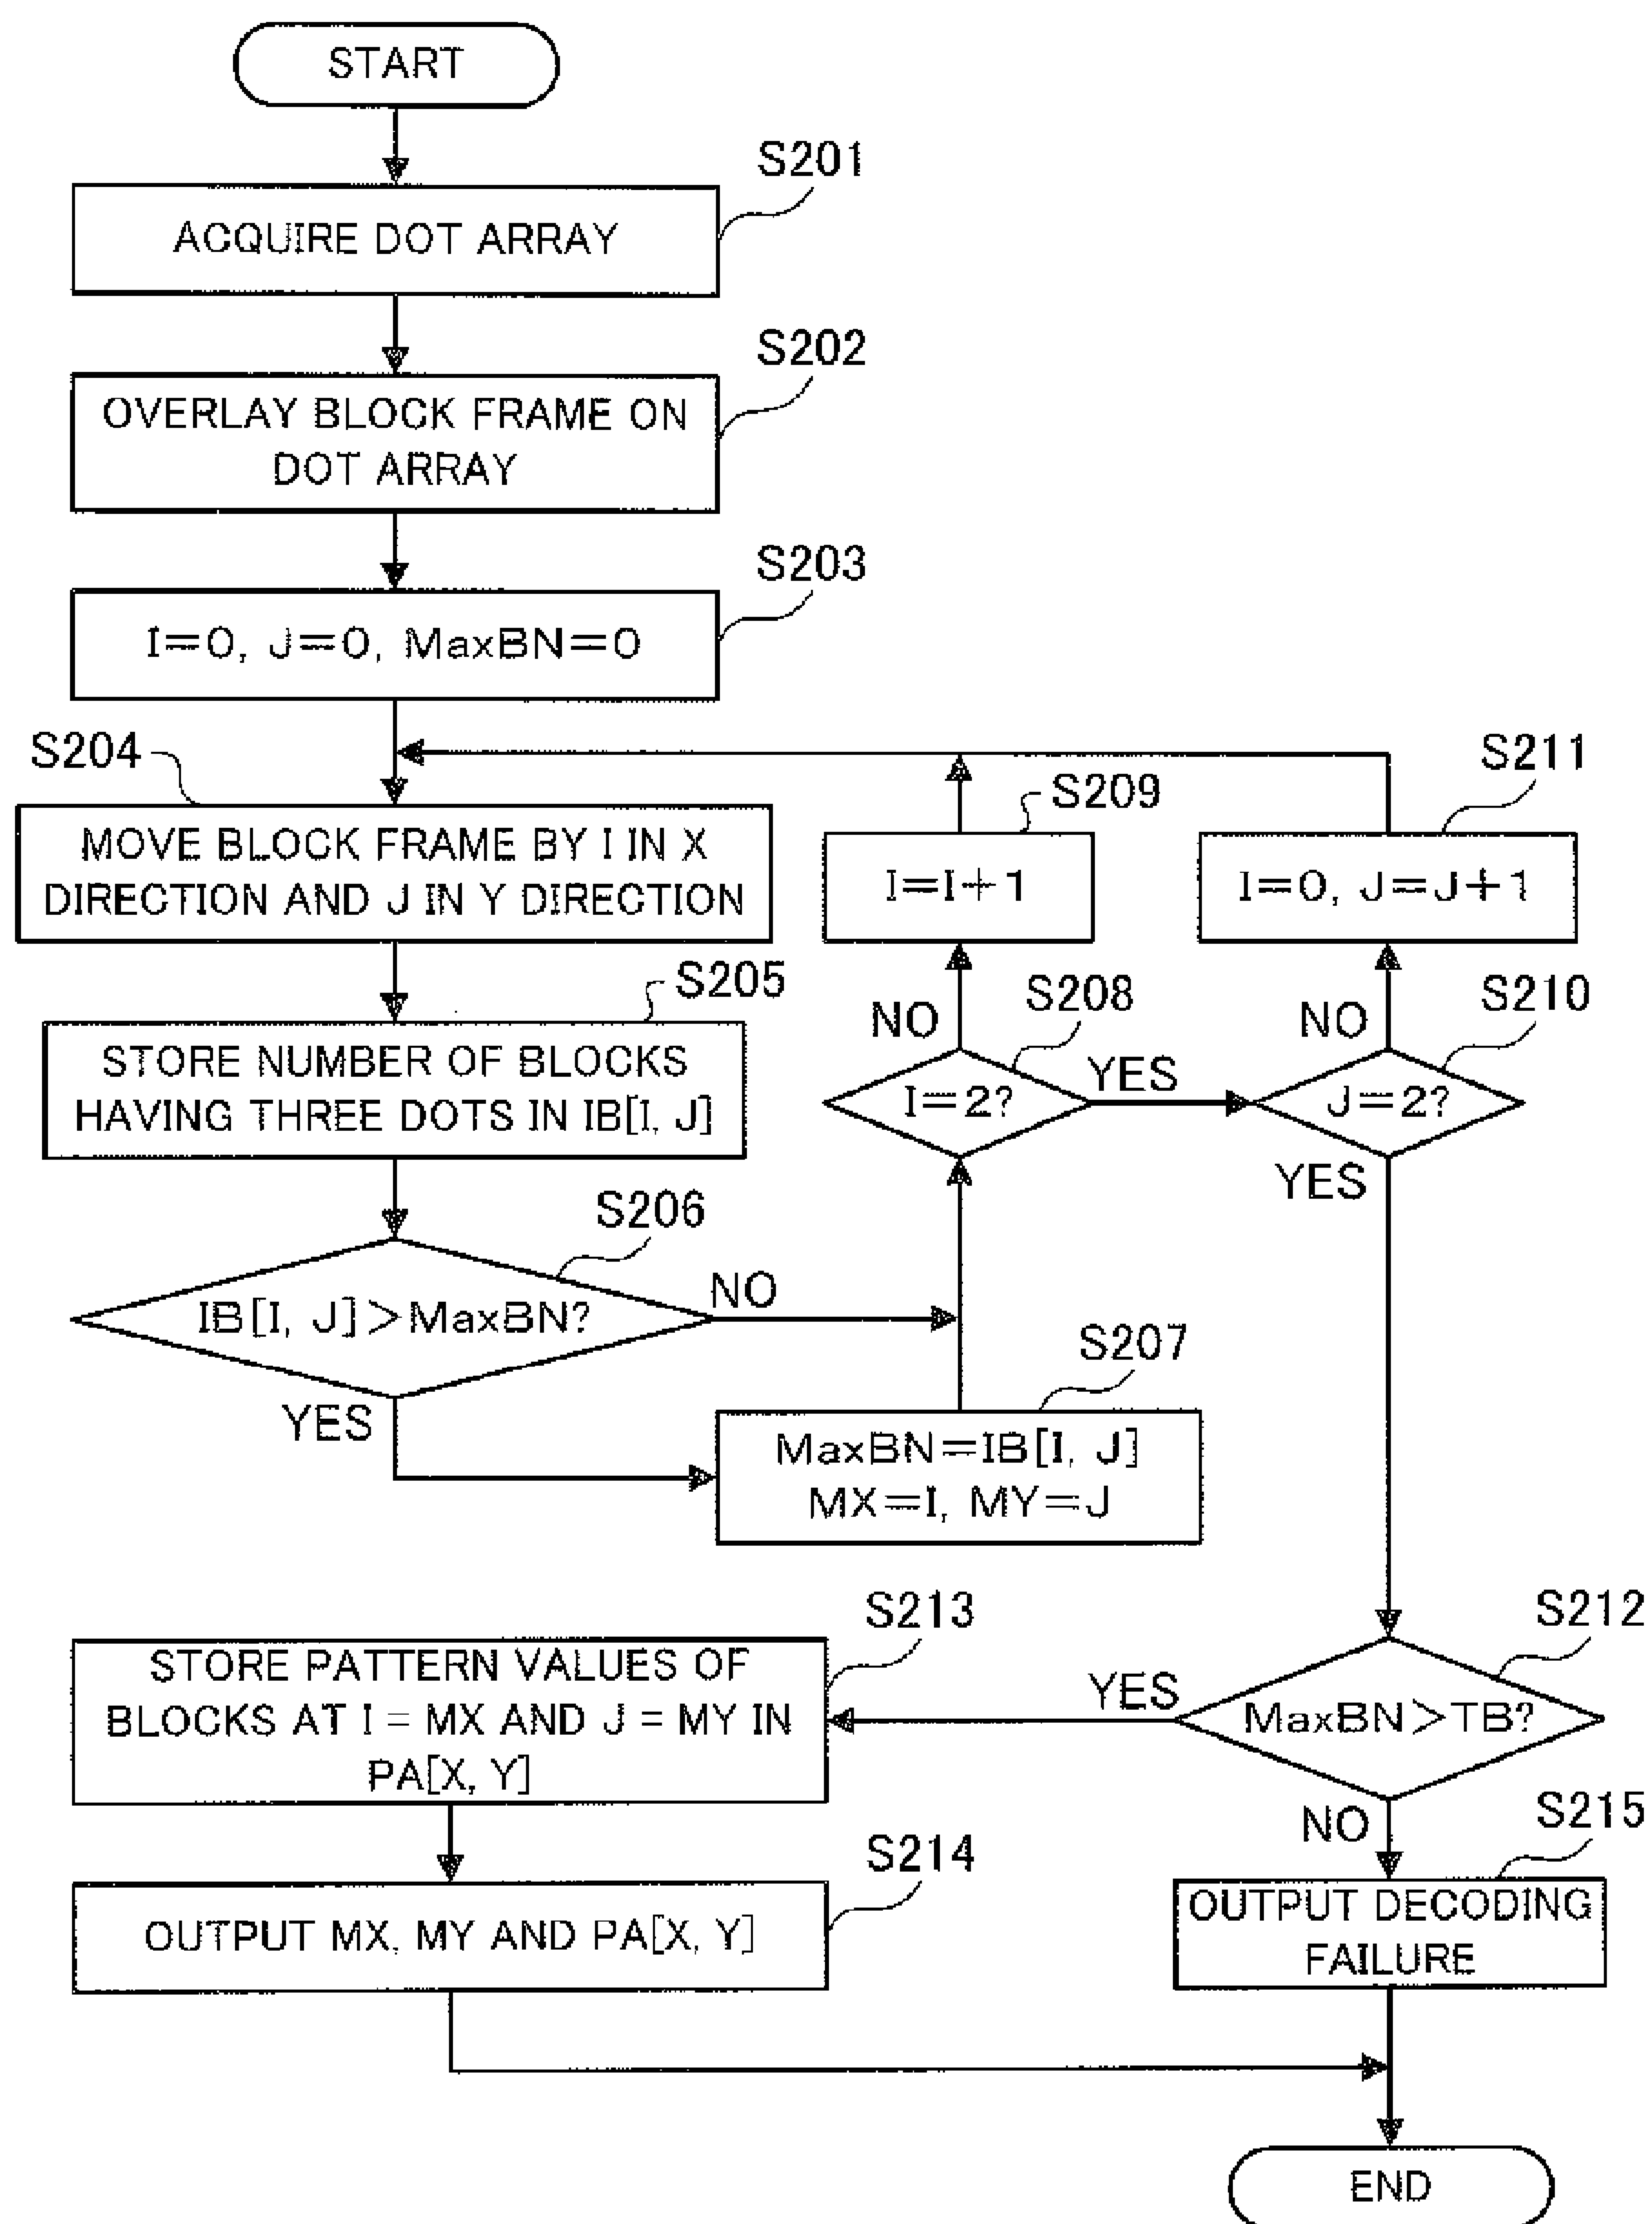 START
S201
ACQUIRE DOT ARRAY
S202
OVERLAY BLOCK FRAME ON
DOT ARRAY
S203
I=0, J=0, MaxBN=0
S204
MOVE BLOCK FRAME BY I IN X
DIRECTION AND J IN Y DIRECTION
S205
STORE NUMBER OF BLOCKS
HAVING THREE DOTS IN IB[I, J]
S206
IB[I, J]>MaxBN?
NO
YES
S207
MaxBN=IB[I, J]
MX=I, MY=J
S208
I=2?
NO
YES
S209
I=I+1
S210
J=2?
NO
YES
S211
I=0, J=J+1
S212
MaxBN>TB?
YES
NO
S213
STORE PATTERN VALUES OF
BLOCKS AT I = MX AND J = MY IN
PA[X, Y]
S214
OUTPUT MX, MY AND PA[X, Y]
S215
OUTPUT DECODING
FAILURE
END